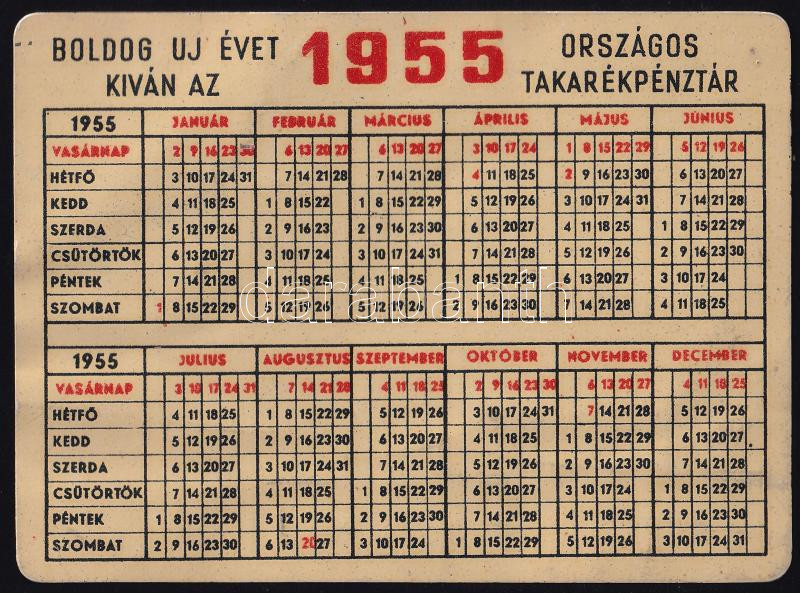 BOLDOG UJ ÉVET 1955 ORSZÁGOS
KIVÁN AZ TAKARÉKPÉNZTÁR
1955 JANUÁR FEBRUÁR MÁRCIUS ÁPRILIS MÁJUS JÚNIUS
VASÁRNAP 2 9 16 23 30 6 13 20 27 6 13 20 27 3 10 17 24 1 8 15 22 29 5 12 19 26
HÉTFŐ 3 10 17 24 31 7 14 21 28 7 14 21 28 4 11 18 25 2 9 16 23 30 6 13 20 27
KEDD 4 11 18 25 1 8 15 22 1 8 15 22 29 5 12 19 26 3 10 17 24 31 7 14 21 28
SZERDA 5 12 19 26 2 9 16 23 2 9 16 23 30 6 13 20 27 4 11 18 25 1 8 15 22 29
CSÜTÖRTÖK 6 13 20 27 3 10 17 24 3 10 17 24 31 7 14 21 28 5 12 19 26 2 9 16 23 30
PÉNTEK 7 14 21 28 4 11 18 25 4 11 18 25 1 8 15 22 29 6 13 20 27 3 10 17 24
SZOMBAT 1 8 15 22 29 5 12 19 26 5 12 19 26 2 9 16 23 30 7 14 21 28 4 11 18 25
darabanth
1955 JULIUS AUGUSZTUS SZEPTEMBER OKTÓBER NOVEMBER DECEMBER
VASÁRNAP 3 10 17 24 31 7 14 21 28 4 11 18 25 2 9 16 23 30 6 13 20 27 4 11 18 25
HÉTFŐ 4 11 18 25 1 8 15 22 29 5 12 19 26 3 10 17 24 31 7 14 21 28 5 12 19 26
KEDD 5 12 19 26 2 9 16 23 30 6 13 20 27 4 11 18 25 1 8 15 22 29 6 13 20 27
SZERDA 6 13 20 27 3 10 17 24 31 7 14 21 28 5 12 19 26 2 9 16 23 30 7 14 21 28
CSÜTÖRTÖK 7 14 21 28 4 11 18 25 1 8 15 22 29 6 13 20 27 3 10 17 24 1 8 15 22 29
PÉNTEK 1 8 15 22 29 5 12 19 26 2 9 16 23 30 7 14 21 28 4 11 18 25 2 9 16 23 30
SZOMBAT 2 9 16 23 30 6 13 20 27 3 10 17 24 1 8 15 22 29 5 12 19 26 3 10 17 24 31